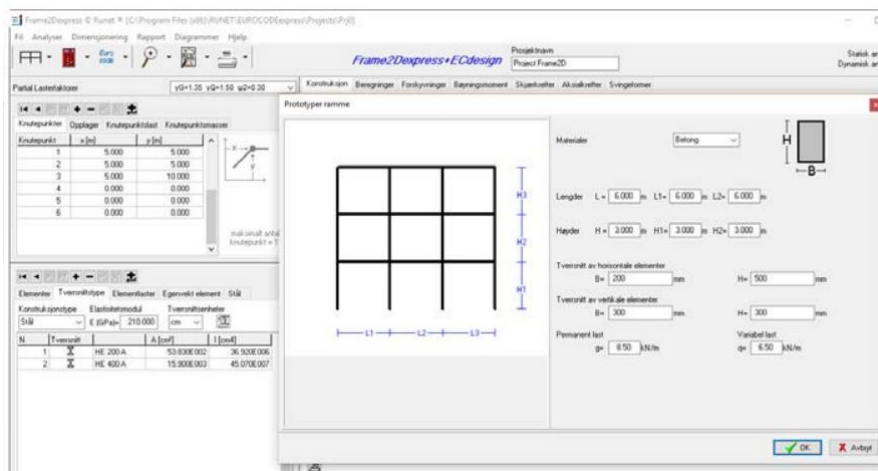 Frame2Dexpress © Runet ® [C:\Program Files (x86)\RUNET\EUROCODEexpress\Projects\Prj0]
Fil Analyser Dimensjonering Rapport Diagrammer Hjelp
Euro
code
Frame2Dexpress+ECdesign
Prosjektnavn
Project Frame2D
Statisk an
Dynamisk an
Partial Lastfaktorer
γG=1.35 γQ=1.50 ψ2=0.30
Konstruksjon Beregninger Forskyvninger Bøyningsmoment Skjærkrefter Aksialkrefter Svingeformer
Knutepunkter Opplager Knutepunktslast Knutepunktsmasser
Knutepunkt x [m] y [m]
1 5.000 5.000
2 5.000 5.000
3 5.000 10.000
4 0.000 0.000
5 0.000 0.000
6 0.000 0.000
x
y
maksimalt antal
knutepunkt = 1
Elementer Tverrsnittstype Elementlaster Egenvekt element Stål
Konstruksjonstype Elastisitetsmodul Tverrsnittsenheter
Stål E (GPa)= 210.000 cm
N Tverrsnitt A [cm²] I [cm4]
1 HE 200 A 53.830E002 36.920E006
2 HE 400 A 15.900E003 45.070E007
Prototyper ramme
H3
H2
H1
L1 L2 L3
Materialer Betong
H
B
Lengder L = 6.000 m L1= 6.000 m L2= 6.000 m
Høyder H = 3.000 m H1= 3.000 m H2= 3.000 m
Tverrsnitt av horisontale elementer
B= 200 mm H= 500 mm
Tverrsnitt av vertikale elementer
B= 300 mm H= 300 mm
Permanent last Variabel last
g= 8.50 kN/m q= 6.50 kN/m
OK Avbryt